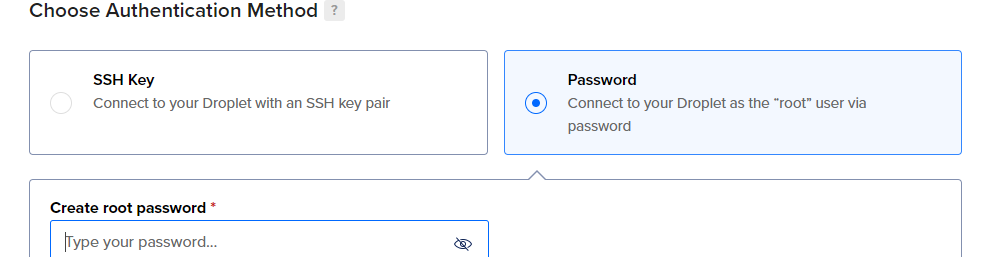 Choose Authentication Method ?
SSH Key
Connect to your Droplet with an SSH key pair
Password
Connect to your Droplet as the “root” user via
password
Create root password *
Type your password...